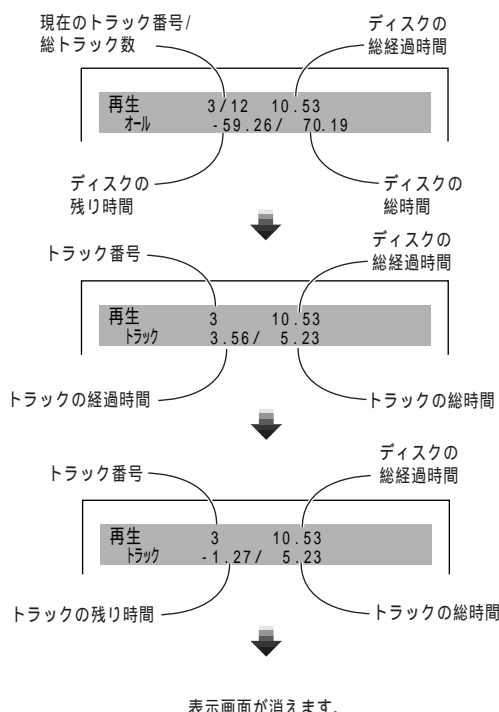 現在のトラック番号/
総トラック数
ディスクの
総経過時間
再生 3/12 10.53
オール -59.26/ 70.19
ディスクの
残り時間
ディスクの
総時間
トラック番号
ディスクの
総経過時間
再生 3 10.53
トラック 3.56/ 5.23
トラックの経過時間
トラックの総時間
トラック番号
ディスクの
総経過時間
再生 3 10.53
トラック -1.27/ 5.23
トラックの残り時間
トラックの総時間
表示画面が消えます。